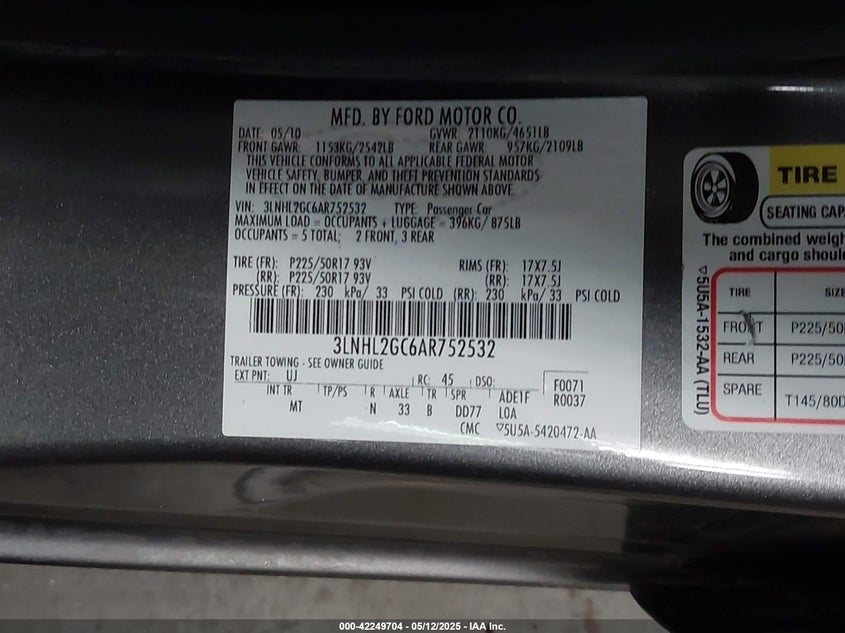 MFD. BY FORD MOTOR CO.
DATE: 05/10 GVWR: 2110KG/4651LB
FRONT GAWR: 1153KG/2542LB REAR GAWR: 957KG/2109LB
THIS VEHICLE CONFORMS TO ALL APPLICABLE FEDERAL MOTOR
VEHICLE SAFETY, BUMPER, AND THEFT PREVENTION STANDARDS
IN EFFECT ON THE DATE OF MANUFACTURE SHOWN ABOVE
VIN: 3LNHL2GC6AR752532 TYPE: Passenger Car
MAXIMUM LOAD = OCCUPANTS + LUGGAGE = 396KG/ 875LB
OCCUPANTS = 5 TOTAL; 2 FRONT, 3 REAR
TIRE (FR): P225/50R17 93V RIMS (FR): 17X7.5J
(RR): P225/50R17 93V (RR): 17X7.5J
PRESSURE (FR): 230 kPa/ 33 PSI COLD (RR): 230 kPa/ 33 PSI COLD
3LNHL2GC6AR752532
TRAILER TOWING - SEE OWNER GUIDE
EXT PNT: UJ RC: 45 DSO: F0071
INT TR TP/PS R AXLE TR SPR ADE1F R0037
MT N 33 B DD77 LOA
CMC ▽5U5A-5420472-AA
TIRE
SEATING CAP
The combined weigh
and cargo shoul
▽5U5A-1532-AA (TLU)
TIRE SIZE
FRONT P225/50
REAR P225/50
SPARE T145/80D
000-42249704 - 05/12/2025 - IAA Inc.